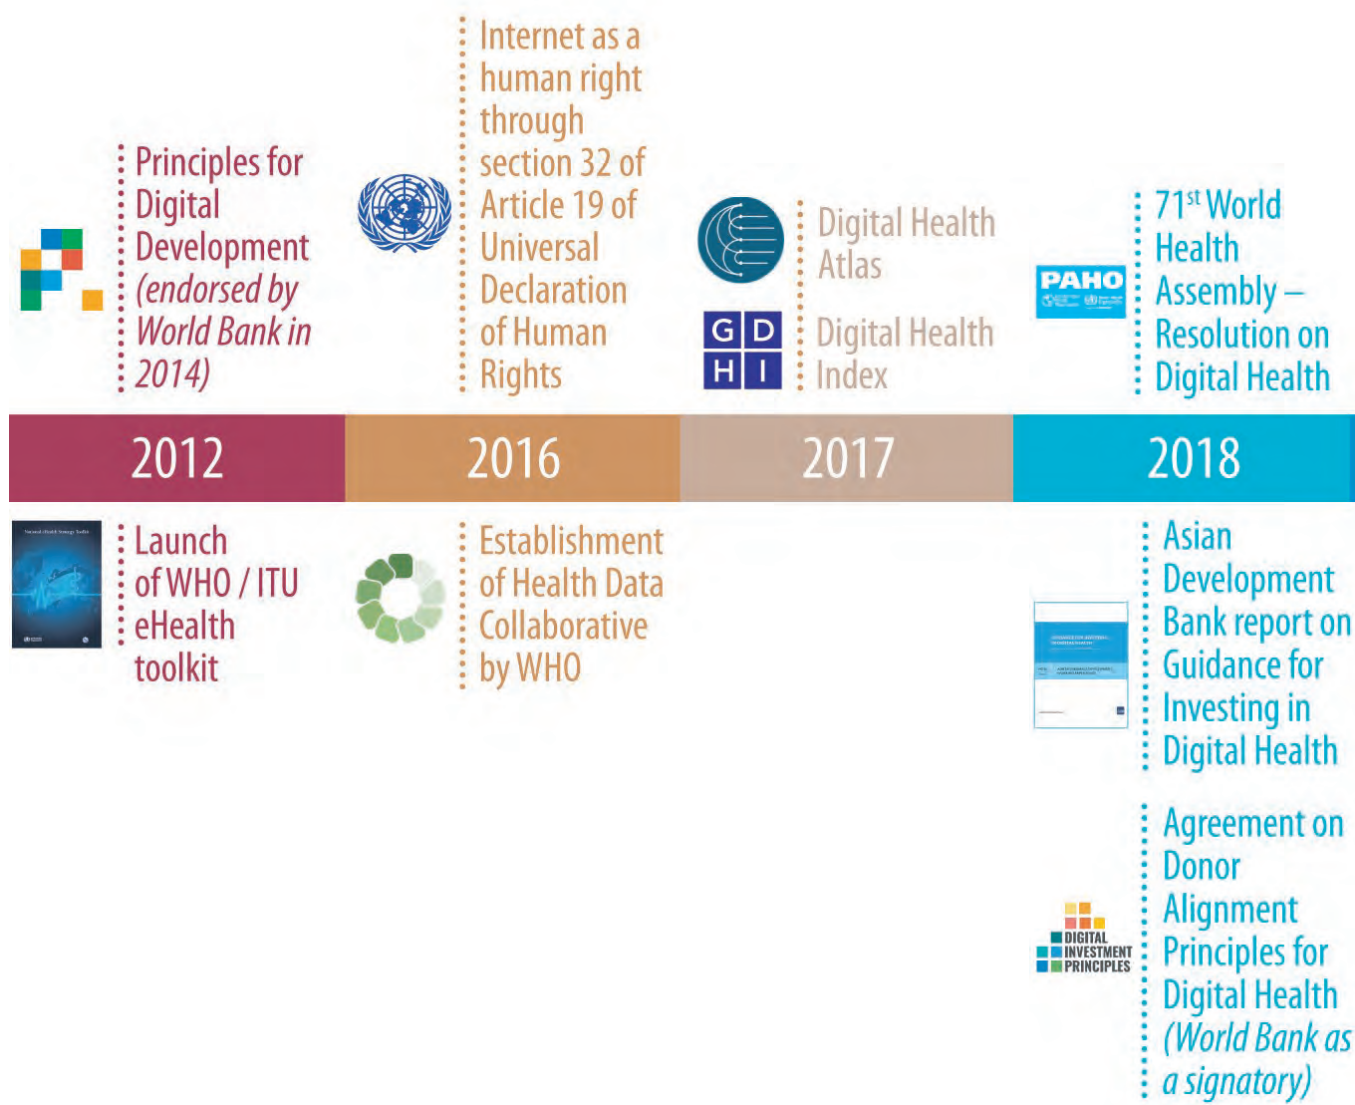 Principles for
Digital
Development
(endorsed by
World Bank in
2014)
Internet as a
human right
through
section 32 of
Article 19 of
Universal
Declaration
of Human
Rights
Digital Health
Atlas
G D
H I
Digital Health
Index
PAHO
71st World
Health
Assembly –
Resolution on
Digital Health
2012
2016
2017
2018
National eHealth Strategy Toolkit
Launch
of WHO / ITU
eHealth
toolkit
Establishment
of Health Data
Collaborative
by WHO
Asian
Development
Bank report on
Guidance for
Investing in
Digital Health
DIGITAL
INVESTMENT
PRINCIPLES
Agreement on
Donor
Alignment
Principles for
Digital Health
(World Bank as
a signatory)